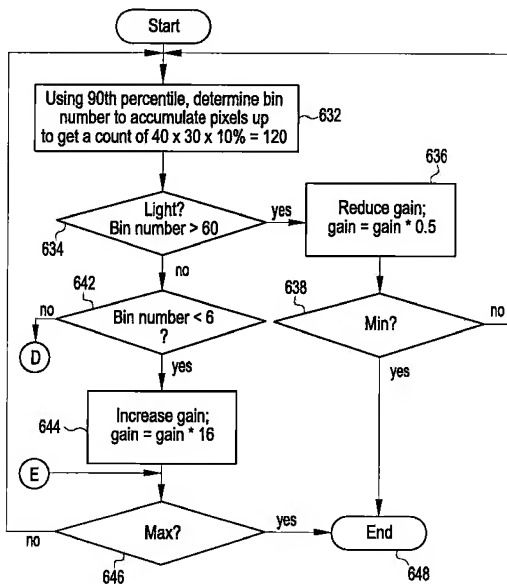 Start
Using 90th percentile, determine bin
number to accumulate pixels up
to get a count of 40 x 30 x 10% = 120
632
636
Light?
Bin number > 60
yes
634
Reduce gain;
gain = gain * 0.5
no
642
638
no
Bin number < 6
?
Min?
no
D
yes
yes
644
Increase gain;
gain = gain * 16
E
Max?
yes
End
no
646
648